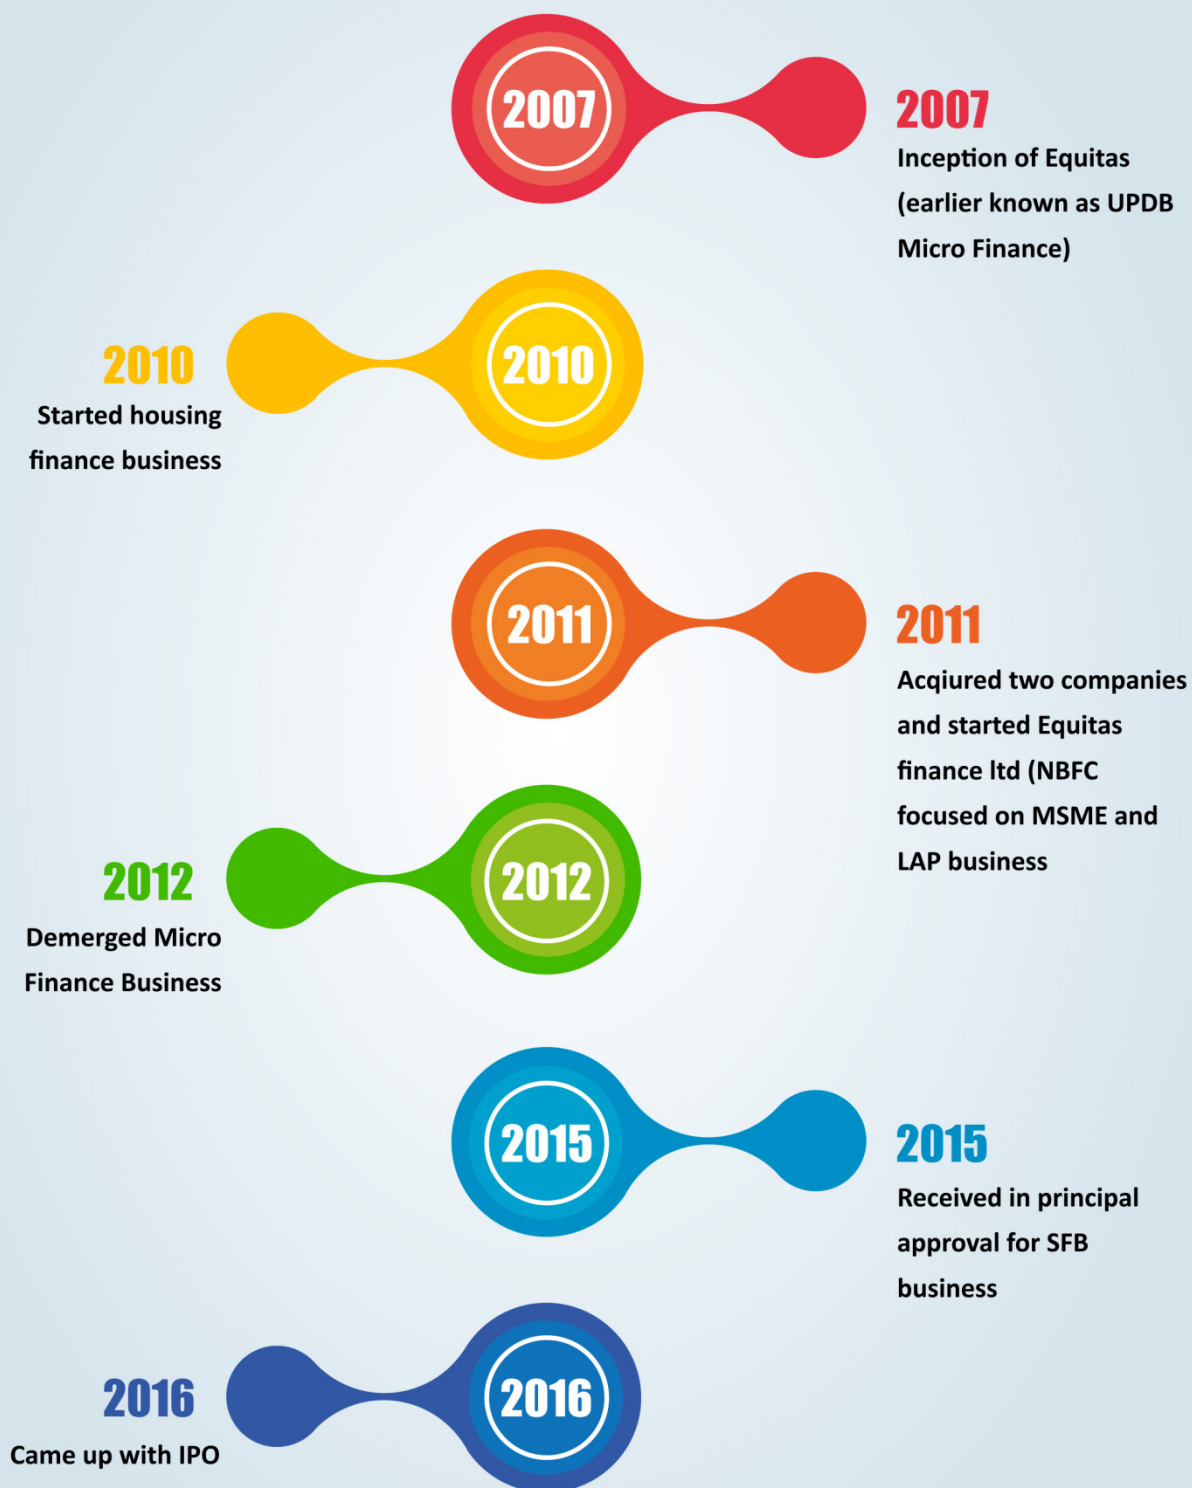 2007
2007
Inception of Equitas
(earlier known as UPDB
Micro Finance)
2010
2010
Started housing
finance business
2011
2011
Acqiured two companies
and started Equitas
finance ltd (NBFC
focused on MSME and
LAP business
2012
2012
Demerged Micro
Finance Business
2015
2015
Received in principal
approval for SFB
business
2016
2016
Came up with IPO